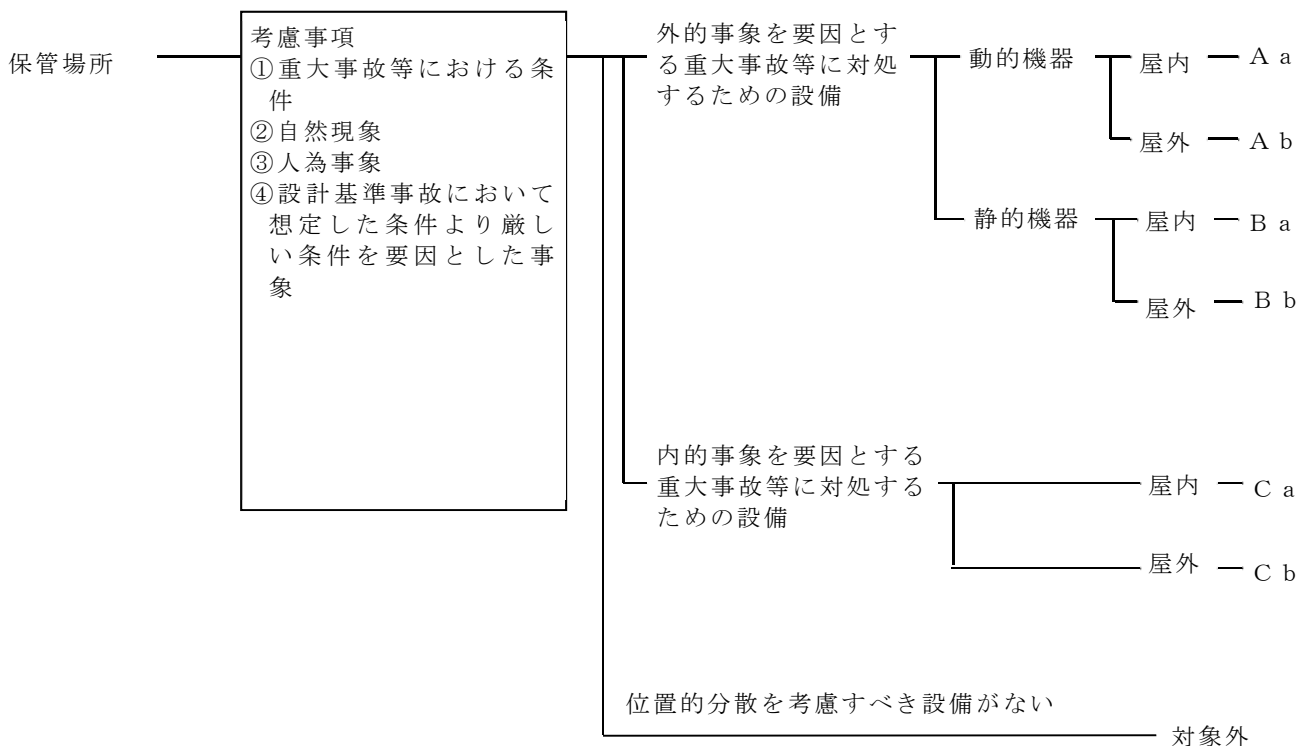 保管場所
考慮事項
①重大事故等における条
件
②自然現象
③人為事象
④設計基準事故において
想定した条件より厳し
い条件を要因とした事
象
外的事象を要因とす
る重大事故等に対処
するための設備
動的機器
屋内
Ａａ
屋外
Ａｂ
静的機器
屋内
Ｂａ
屋外
Ｂｂ
内的事象を要因とする
重大事故等に対処する
ための設備
屋内
Ｃａ
屋外
Ｃｂ
位置的分散を考慮すべき設備がない
対象外